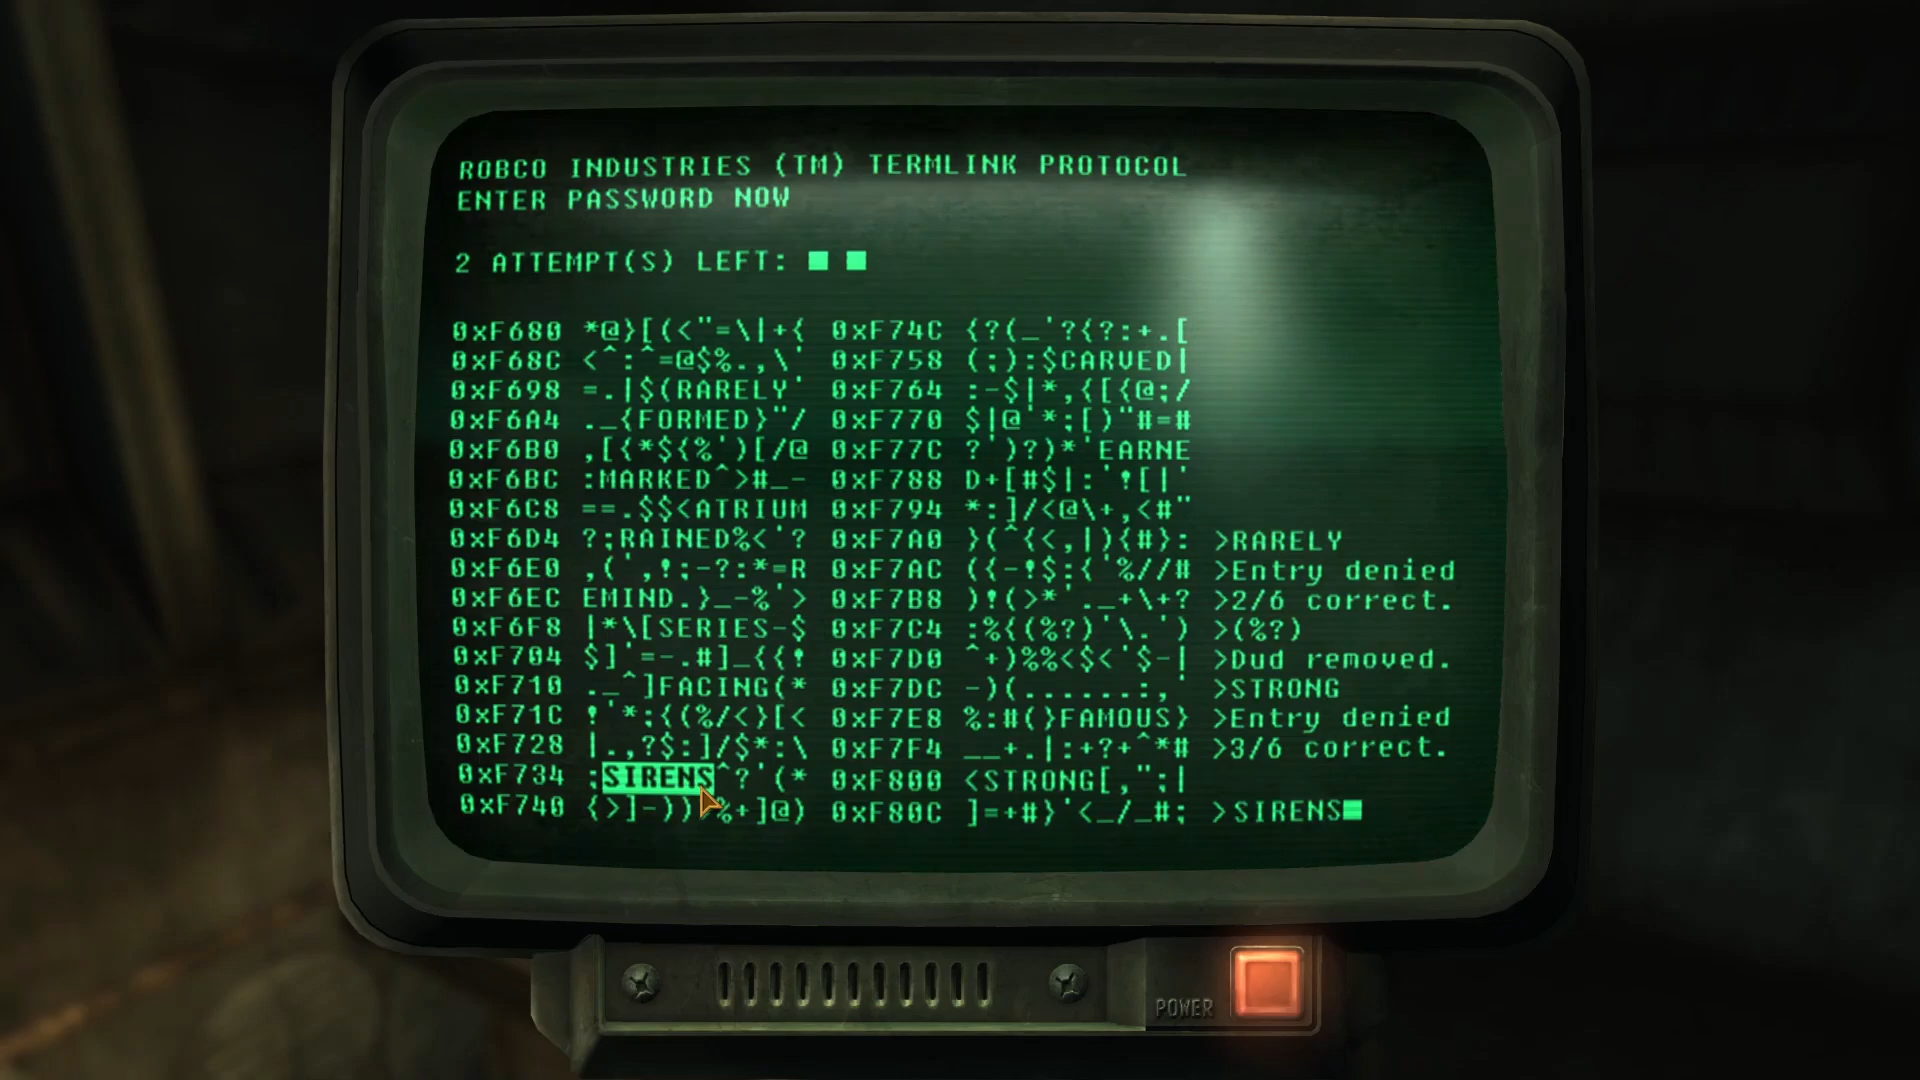 ROBCO INDUSTRIES (TM) TERMLINK PROTOCOL
ENTER PASSWORD NOW
2 ATTEMPT(S) LEFT: ■ ■
0xF680 *@}[(<"=\|+{ 0xF74C {?(_'?{?:+.[
0xF68C <^:^=@$%.,\' 0xF758 (;):$CARVED|
0xF698 =.|$(RARELY' 0xF764 :-$|*,{[{@;/
0xF6A4 ._{FORMED}"/ 0xF770 $|@'*;[)"#=#
0xF6B0 ,[{*${%')[/@ 0xF77C ?')?)*'EARNE
0xF6BC :MARKED^>#_- 0xF788 D+[#$|:'![|'
0xF6C8 ==.$$<ATRIUM 0xF794 *:]/<@\+,<#"
0xF6D4 ?;RAINED%<'? 0xF7A0 }(^{<,|){#}: >RARELY
0xF6E0 ,(',!;-?:*=R 0xF7AC ({-!$:{'%//# >Entry denied
0xF6EC EMIND.}_-%'> 0xF7B8 )!(>*'._+\+? >2/6 correct.
0xF6F8 |*\[SERIES-$ 0xF7C4 :%{(%?)'\.') >(%?)
0xF704 $]'=-.#]_{{! 0xF7D0 ^+)%%<$<'$-| >Dud removed.
0xF710 ._^]FACING(* 0xF7DC -)(......:,' >STRONG
0xF71C !'*;{(%/<}[< 0xF7E8 %:#(}FAMOUS} >Entry denied
0xF728 |.,?$:]/$*:\ 0xF7F4 __+.|:+?+^*# >3/6 correct.
0xF734 ;SIRENS^?'(* 0xF800 <STRONG[,";|
0xF740 {>]-)) %+]@) 0xF80C ]=+#}'<_/_#; >SIRENS■
POWER